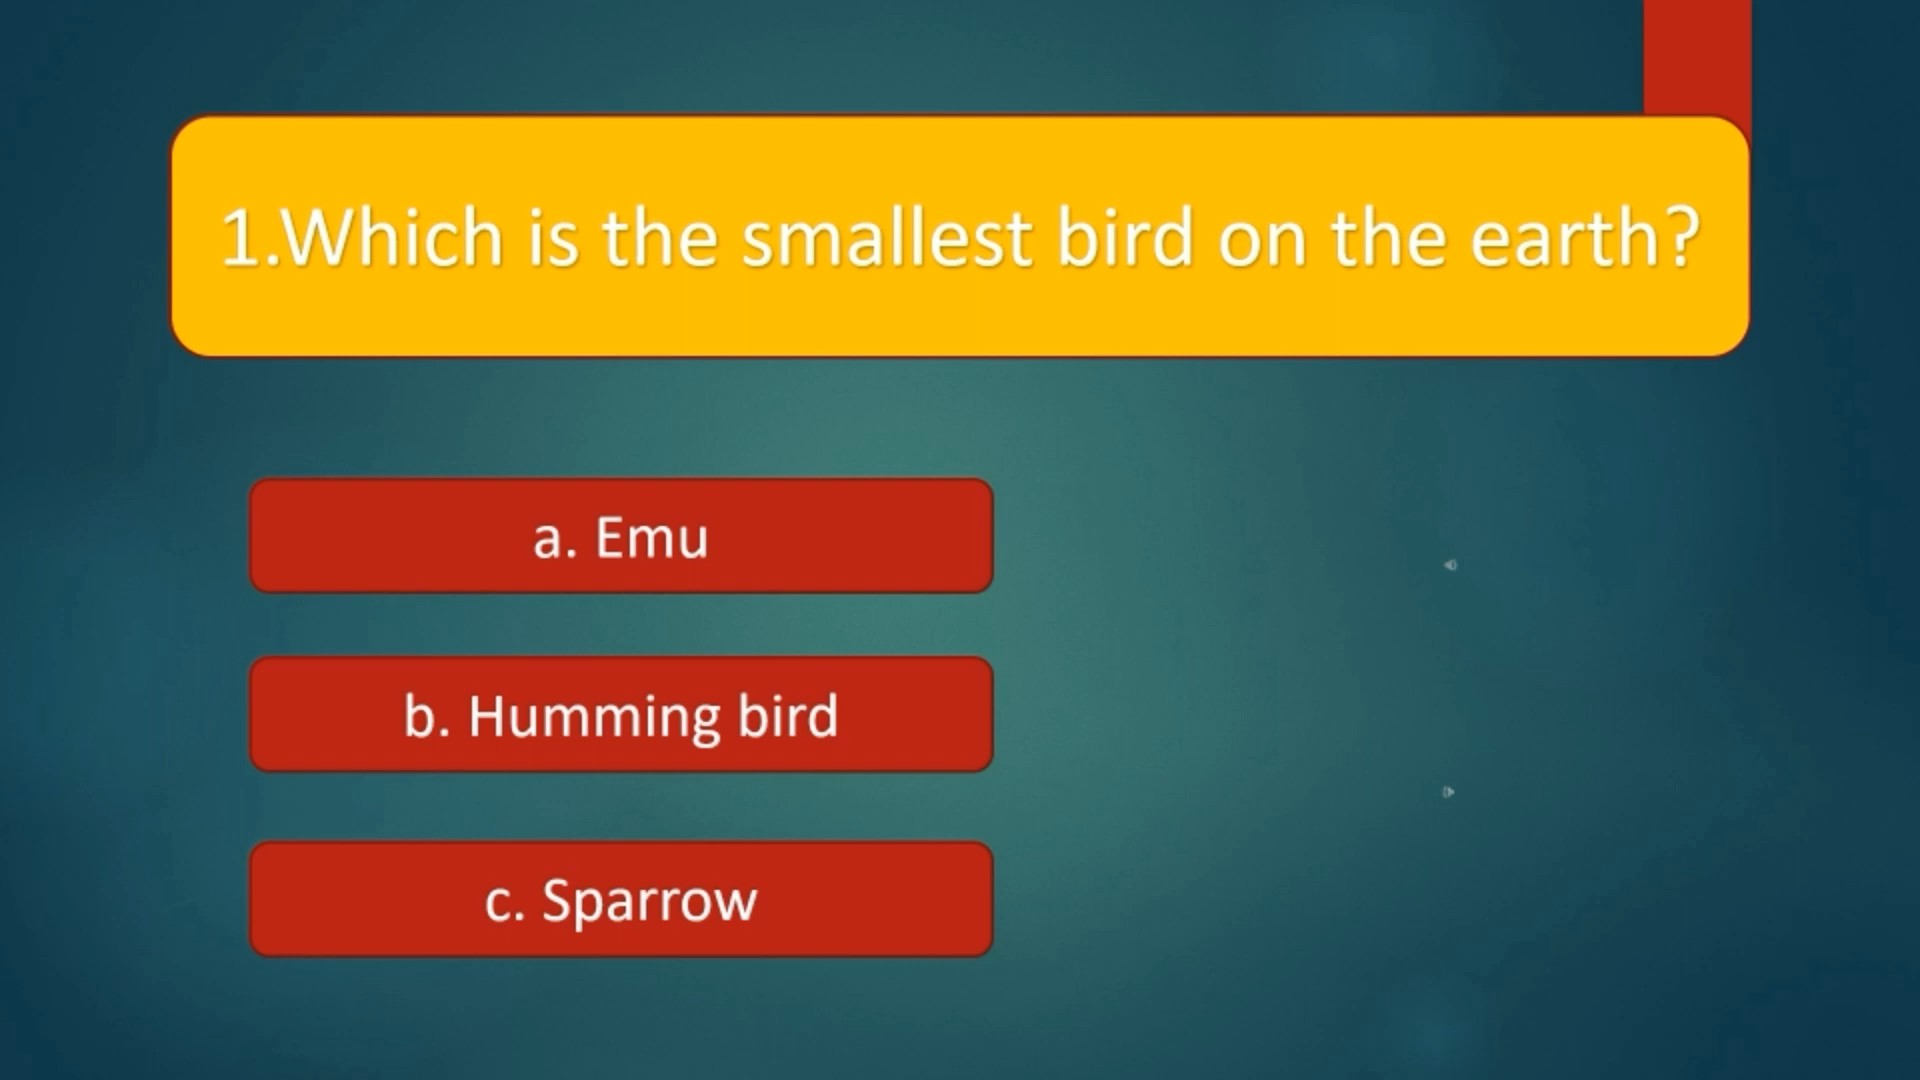 1.Which is the smallest bird on the earth?
a. Emu
b. Humming bird
c. Sparrow